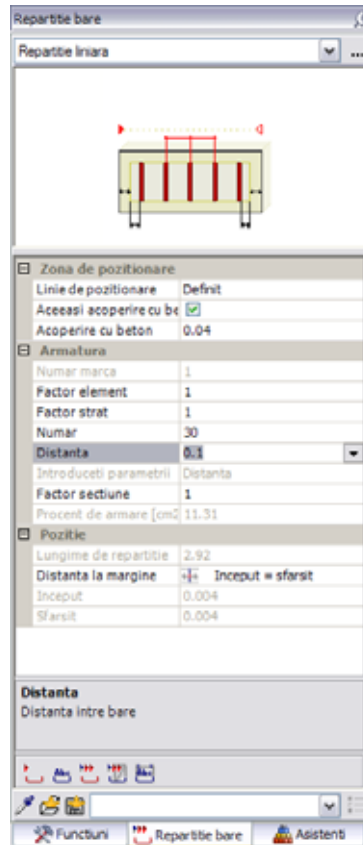 Repartitie bare
Repartitie liniara
...
Zona de pozitionare
Linie de pozitionare Definit
Aceeasi acoperire cu be
Acoperire cu beton 0.04
Armatura
Numar marca 1
Factor element 1
Factor strat 1
Numar 30
Distanta 0.1
Introduceti parametrii Distanta
Factor sectiune 1
Procent de armare [cm2 11.31
Pozitie
Lungime de repartitie 2.92
Distanta la margine Inceput = sfarsit
Inceput 0.004
Sfarsit 0.004
Distanta
Distanta intre bare
Functiuni Repartitie bare Asistenti